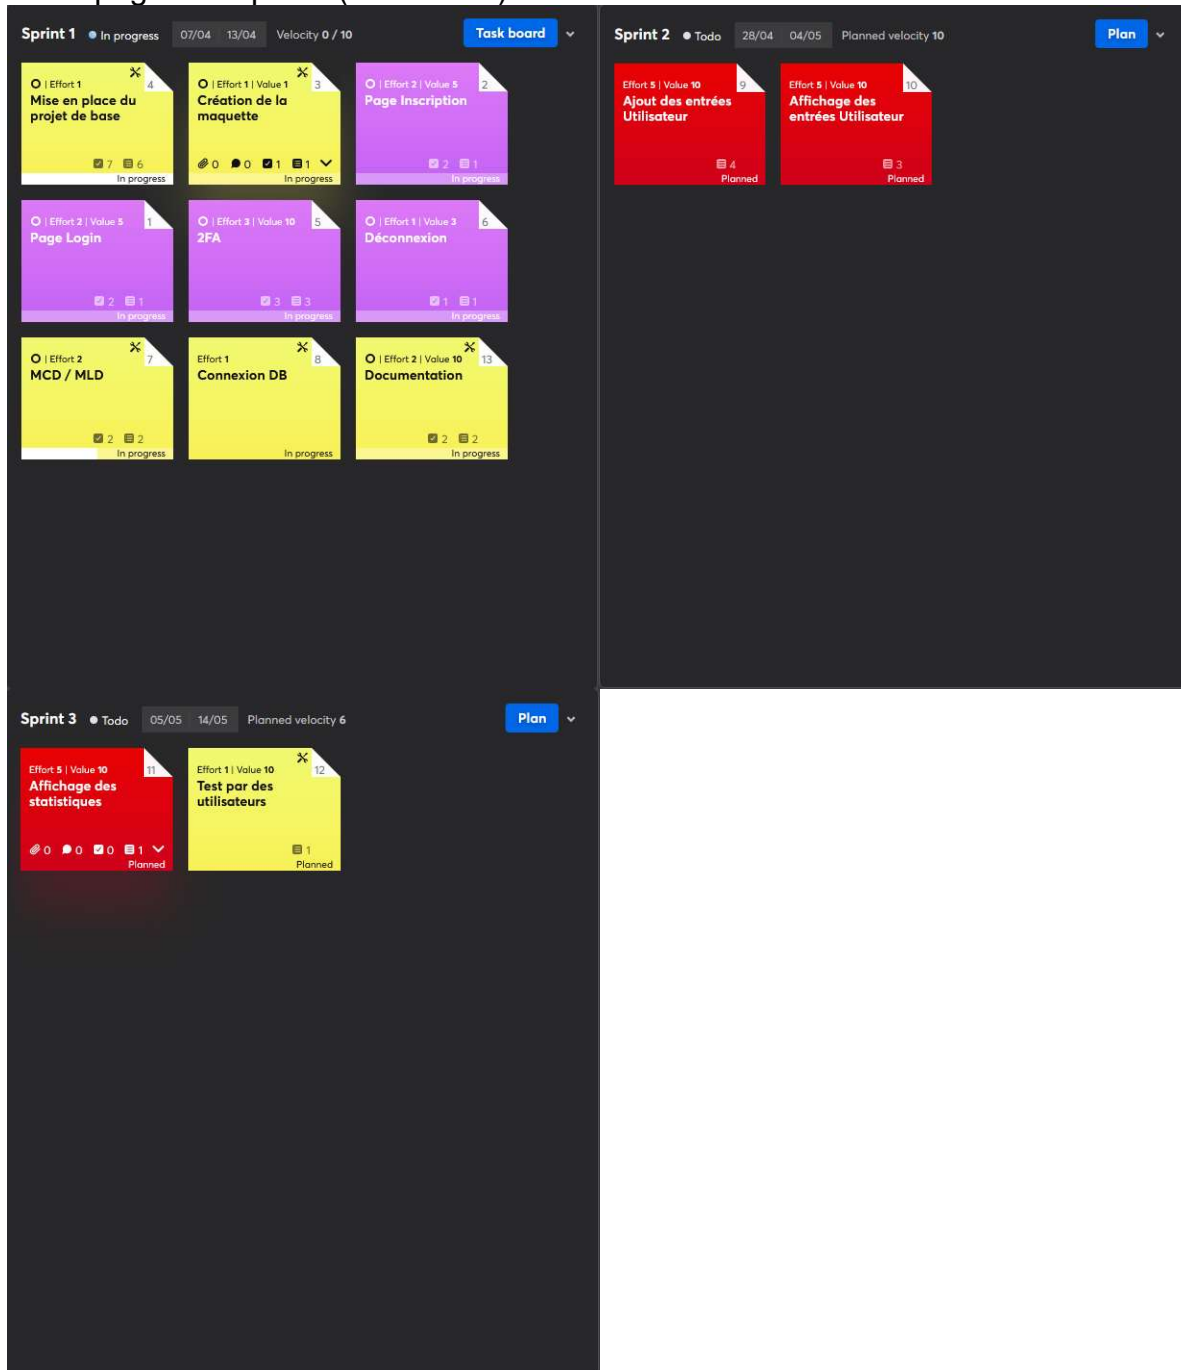 Sprint 1 In progress 07/04 13/04 Velocity 0 / 10 Task board
| Effort 1 4
Mise en place du
projet de base
7 6
In progress
| Effort 1 | Value 1 3
Création de la
maquette
0 0 1 1
In progress
| Effort 2 | Value 5 2
Page Inscription
2 1
In progress
| Effort 2 | Value 5 1
Page Login
2 1
In progress
| Effort 3 | Value 10 5
2FA
3 3
In progress
| Effort 1 | Value 3 6
Déconnexion
1 1
In progress
| Effort 2 7
MCD / MLD
2 2
In progress
Effort 1 8
Connexion DB
In progress
| Effort 2 | Value 10 13
Documentation
2 2
In progress
Sprint 2 Todo 28/04 04/05 Planned velocity 10 Plan
Effort 5 | Value 10 9
Ajout des entrées
Utilisateur
4
Planned
Effort 5 | Value 10 10
Affichage des
entrées Utilisateur
3
Planned
Sprint 3 Todo 05/05 14/05 Planned velocity 6 Plan
Effort 5 | Value 10 11
Affichage des
statistiques
0 0 0 1
Planned
Effort 1 | Value 10 12
Test par des
utilisateurs
1
Planned